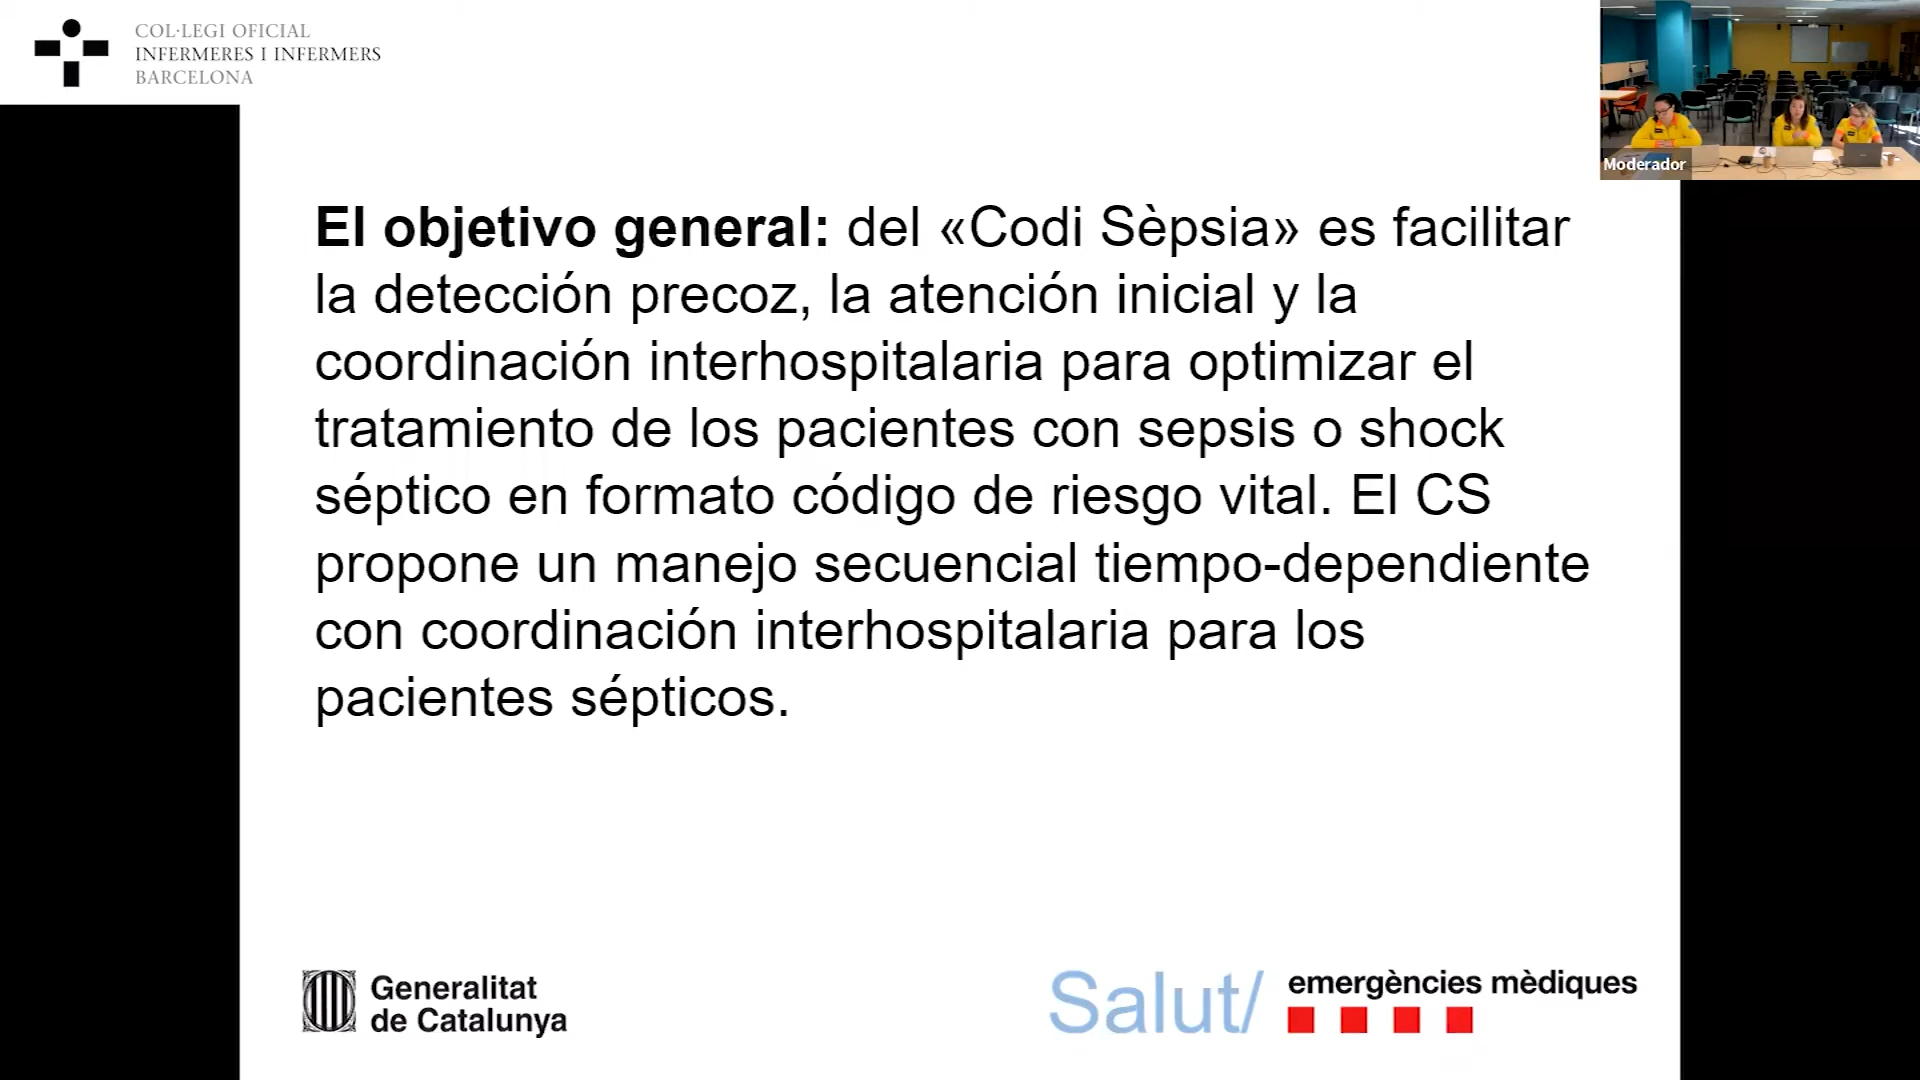 COL·LEGI OFICIAL
INFERMERES I INFERMERS
BARCELONA
Moderador
El objetivo general: del «Codi Sèpsia» es facilitar
la detección precoz, la atención inicial y la
coordinación interhospitalaria para optimizar el
tratamiento de los pacientes con sepsis o shock
séptico en formato código de riesgo vital. El CS
propone un manejo secuencial tiempo-dependiente
con coordinación interhospitalaria para los
pacientes sépticos.
Generalitat
de Catalunya
Salut/
emergències mèdiques